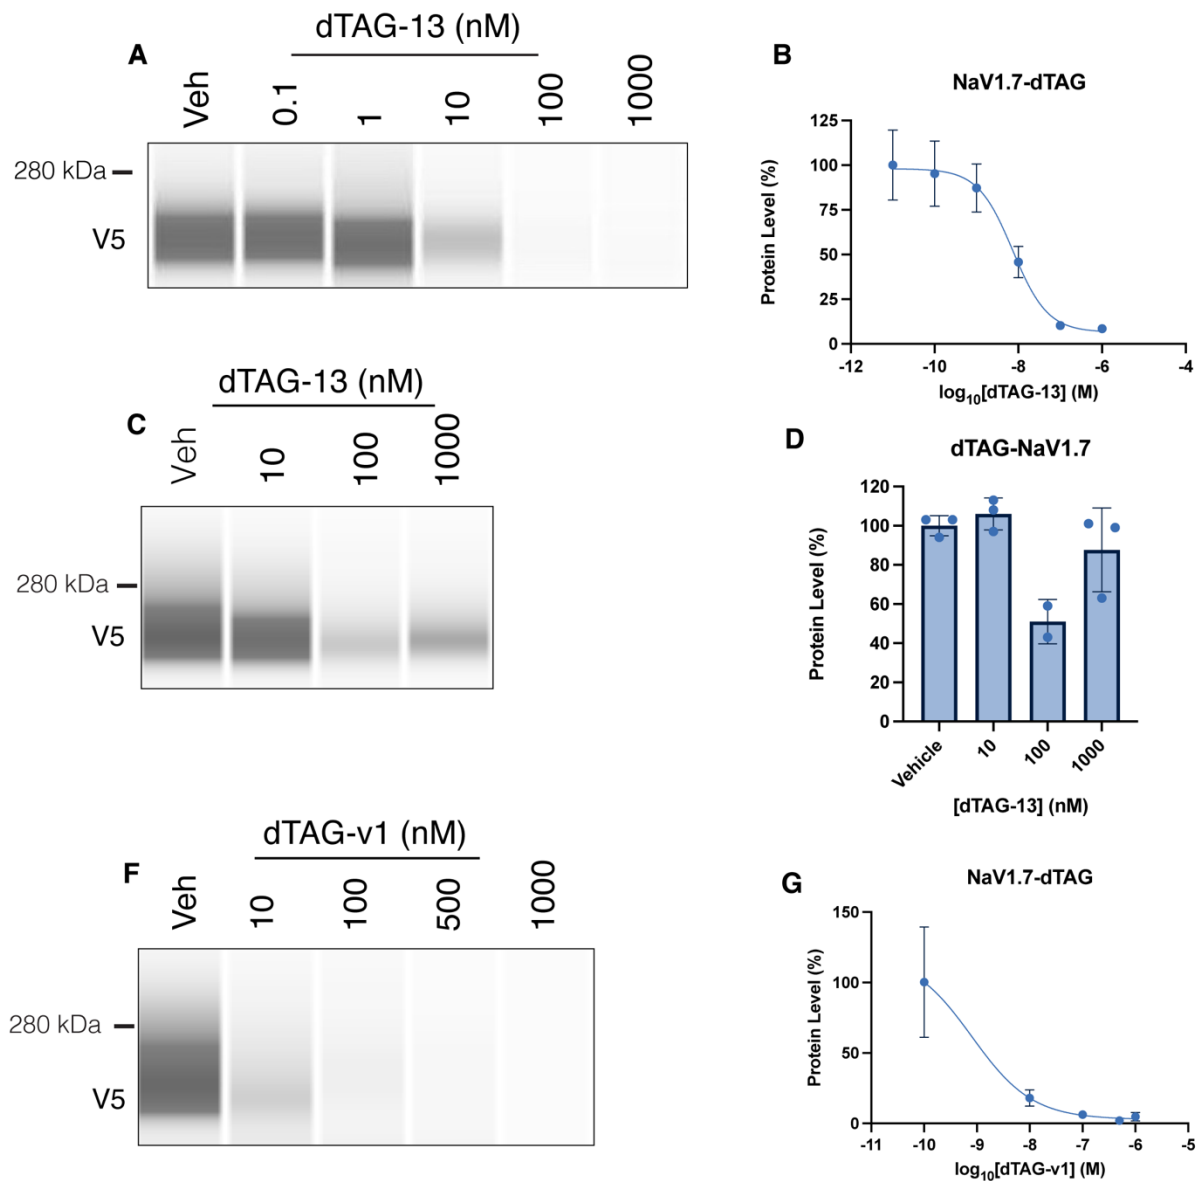 A
dTAG-13 (nM)
Veh
0.1
1
10
100
1000
280 kDa
V5
B
NaV1.7-dTAG
Protein Level (%)
125
100
75
50
25
0
-12
-10
-8
-6
-4
log10[dTAG-13] (M)
C
dTAG-13 (nM)
Veh
10
100
1000
280 kDa
V5
D
dTAG-NaV1.7
Protein Level (%)
120
100
80
60
40
20
0
Vehicle
10
100
1000
[dTAG-13] (nM)
F
dTAG-v1 (nM)
Veh
10
100
500
1000
280 kDa
V5
G
NaV1.7-dTAG
Protein Level (%)
150
100
50
0
-11
-10
-9
-8
-7
-6
-5
log10[dTAG-v1] (M)